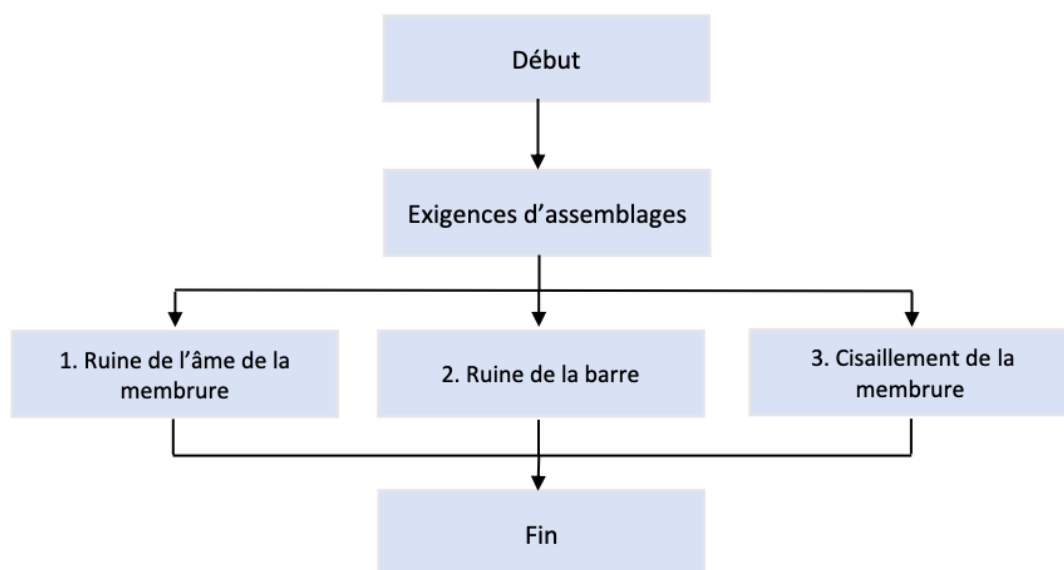 Début
Exigences d’assemblages
1. Ruine de l’âme de la
membrure
2. Ruine de la barre
3. Cisaillement de la
membrure
Fin